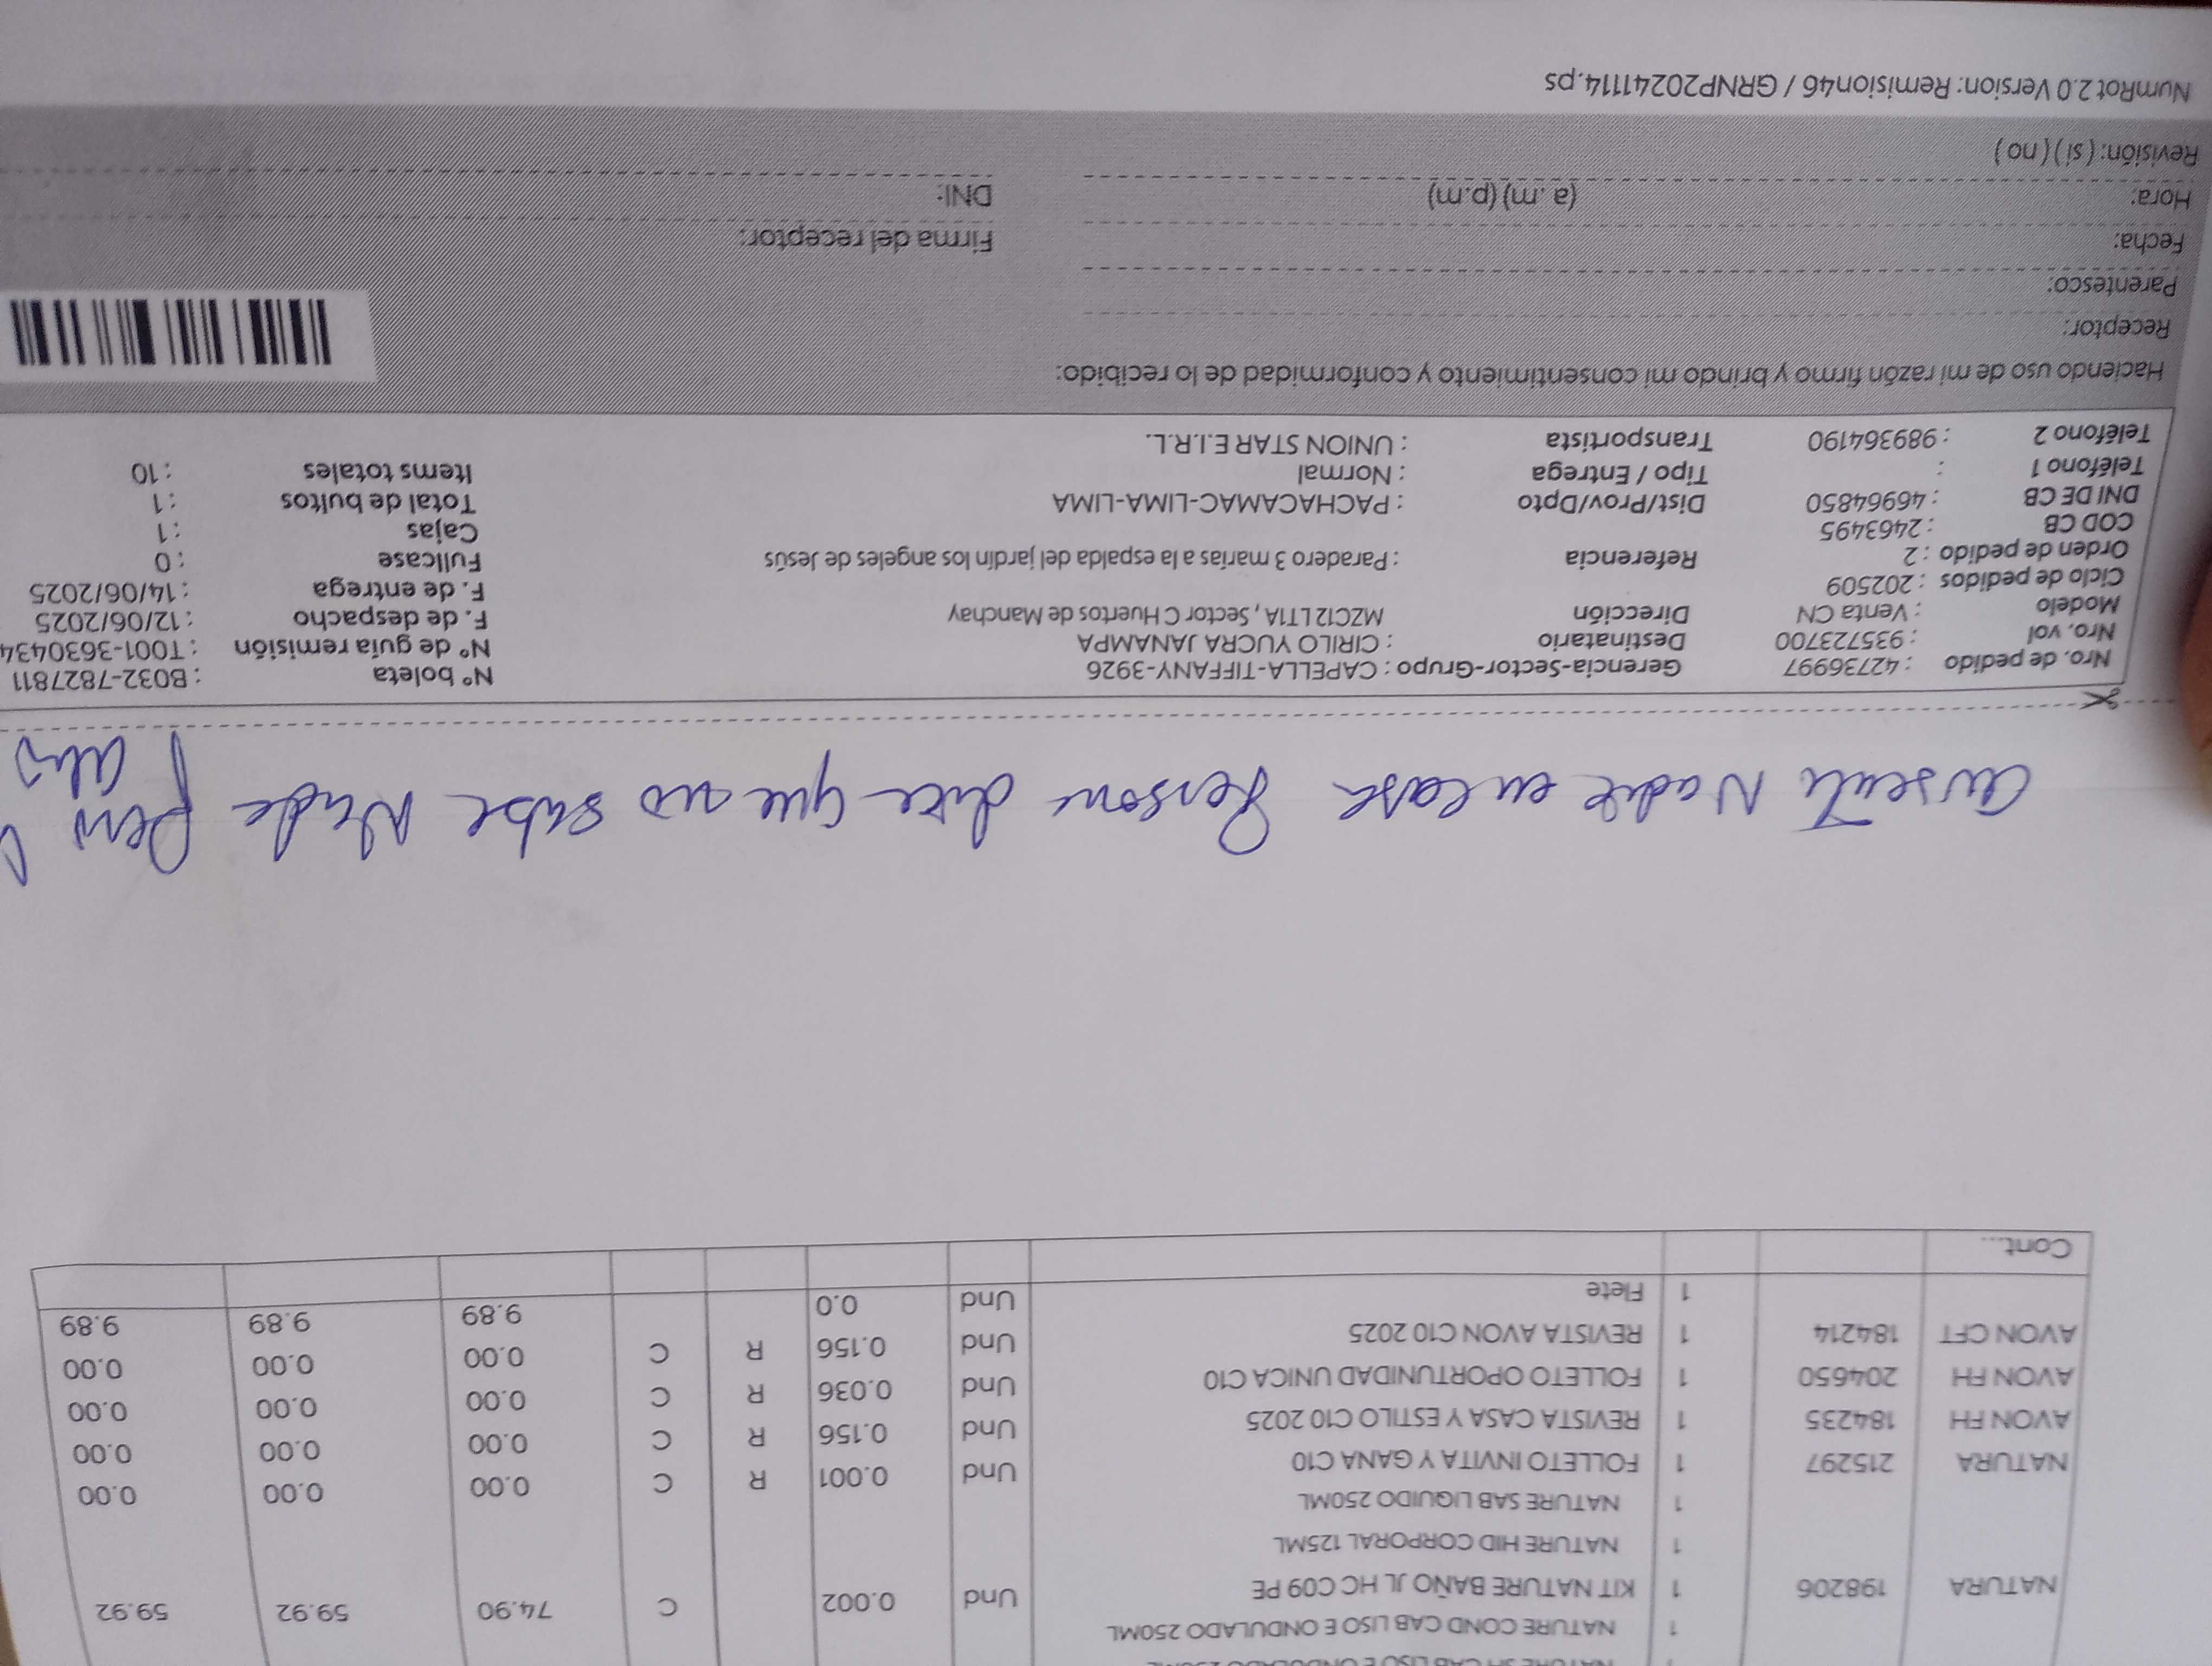 NATURE COND CAB LISO E ONDULADO 250ML 1
NATURA 198206 1 KIT NATURE BAÑO JL HC C09 PE Und 0.002 C 74.90 59.92 59.92
1 NATURE HID CORPORAL 125ML
1 NATURE SAB LIQUIDO 250ML
NATURA 215297 1 FOLLETO INVITA Y GANA C10 Und 0.001 R C 0.00 0.00 0.00
AVON FH 184235 1 REVISTA CASA Y ESTILO C10 2025 Und 0.156 R C 0.00 0.00 0.00
AVON FH 204650 1 FOLLETO OPORTUNIDAD UNICA C10 Und 0.036 R C 0.00 0.00 0.00
AVON CFT 184214 1 REVISTA AVON C10 2025 Und 0.156 R C 0.00 0.00 0.00
1 Flete Und 0.0 9.89 9.89 9.89
Cont...
Nadie en casa Persona dice que no sabe Nada
Nro. de pedido : 42736997 Gerencia-Sector-Grupo : CAPELLA-TIFFANY-3926 N° boleta : B032-7827811
Nro. vol : 935723700 Destinatario : CIRILO YUCRA JANAMPA N° de guía remisión : T001-3630434
Modelo : Venta CN Dirección MZC12 LT1A , Sector C Huertos de Manchay F. de despacho : 12/06/2025
Ciclo de pedidos : 202509 F. de entrega : 14/06/2025
Orden de pedido : 2 Referencia : Paradero 3 marias a la espalda del jardín los angeles de Jesús Fullcase : 0
COD CB : 2463495 Cajas : 1
DNI DE CB : 46964850 Dist/Prov/Dpto : PACHACAMAC-LIMA-LIMA Total de bultos : 1
Teléfono 1 : Tipo / Entrega : Normal Items totales : 10
Teléfono 2 : 989364190 Transportista : UNION STAR E.I.R.L.
Haciendo uso de mi razón firmo y brindo mi consentimiento y conformidad de lo recibido:
Receptor:
Parentesco:
Fecha: Firma del receptor:
Hora: (a .m) (p.m) DNI:
Revisión: ( si ) ( no )
NumRot 2.0 Version: Remision46 / GRNP20241114.ps